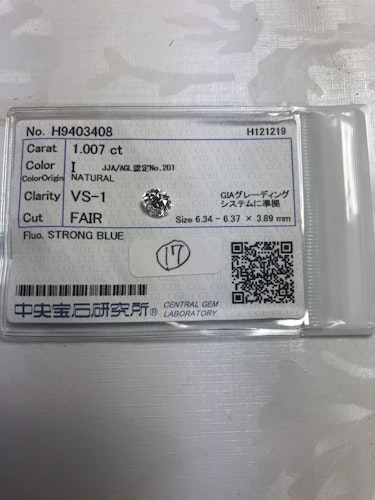 No. H9403408 H121219
Carat 1.007 ct
Color I JJA/AGL認定No.201
ColorOrigin NATURAL
Clarity VS-1 GIAグレーディング
システムに準拠
Cut FAIR Size 6.34 - 6.37 × 3.89 mm
Fluo. STRONG BLUE
17
中央宝石研究所® CENTRAL GEM
LABORATORY